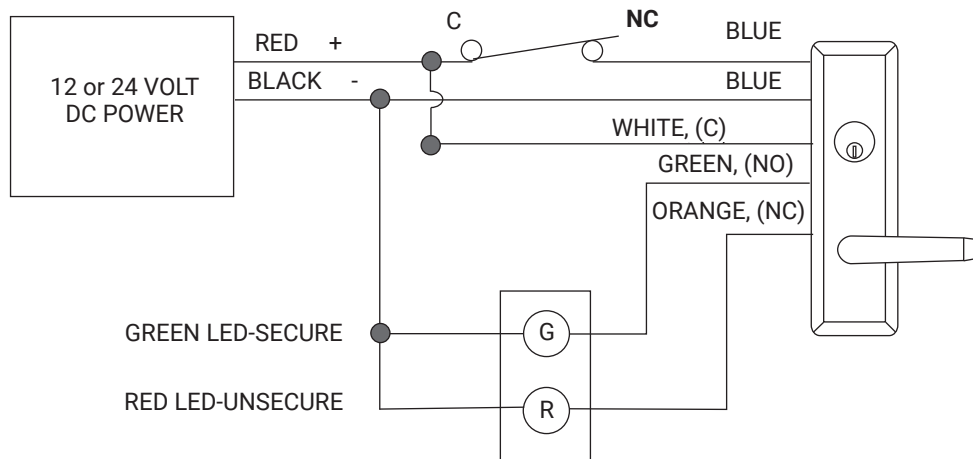 C
NC
RED +
BLUE
12 or 24 VOLT
DC POWER
BLACK -
BLUE
WHITE, (C)
GREEN, (NO)
ORANGE, (NC)
GREEN LED-SECURE
G
RED LED-UNSECURE
R